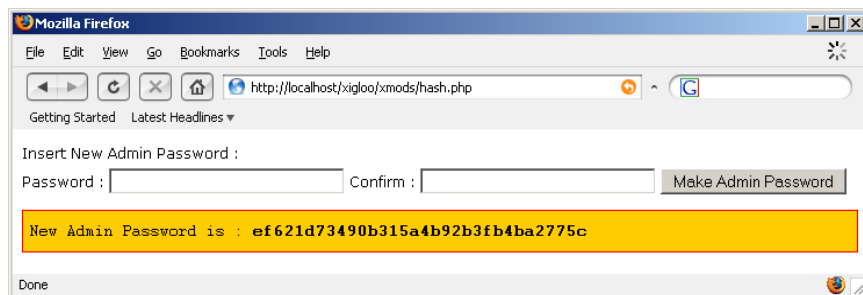 Mozilla Firefox
File Edit View Go Bookmarks Tools Help
http://localhost/xigloo/xmods/hash.php G
Getting Started Latest Headlines
Insert New Admin Password :
Password : Confirm : Make Admin Password
New Admin Password is : ef621d73490b315a4b92b3fb4ba2775c
Done